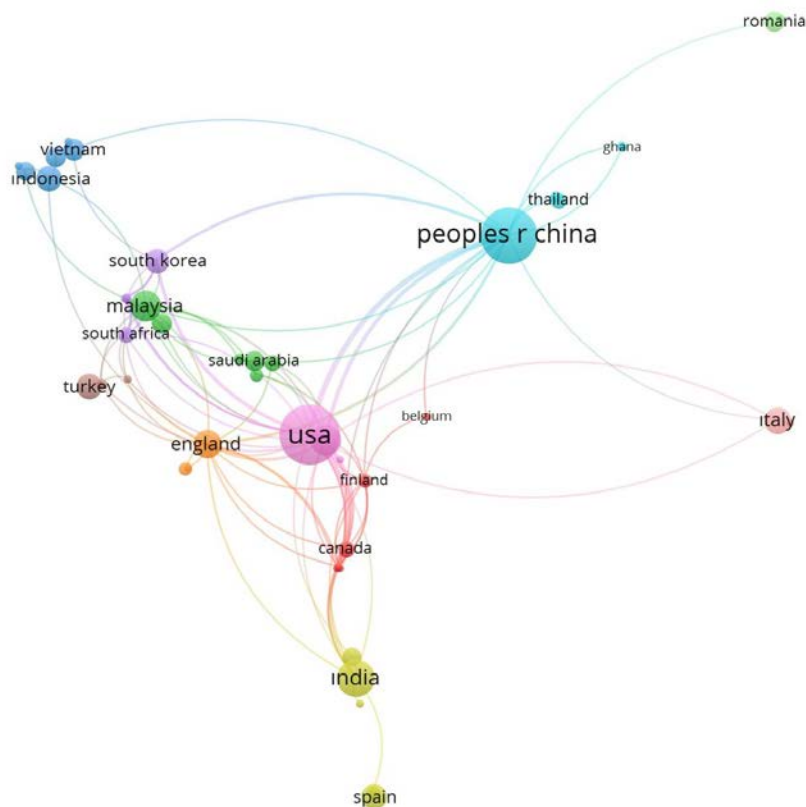 romania
ghana
vietnam
ındonesia
thailand
peoples r china
south korea
malaysia
south africa
saudi arabia
turkey
belgium
ıtaly
usa
england
finland
canada
ındia
spain